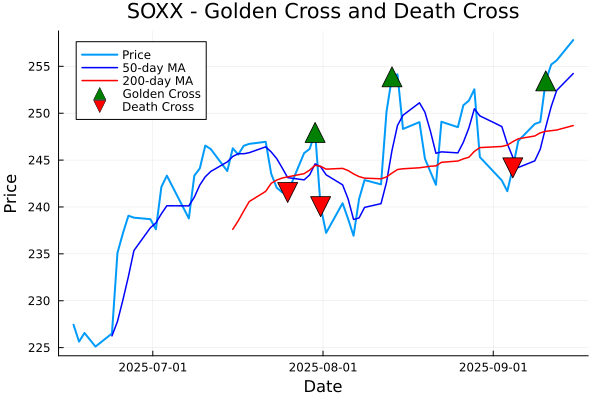 SOXX - Golden Cross and Death Cross
Price
50-day MA
200-day MA
Golden Cross
Death Cross
255
250
245
240
235
230
225
Price
2025-07-01
2025-08-01
2025-09-01
Date